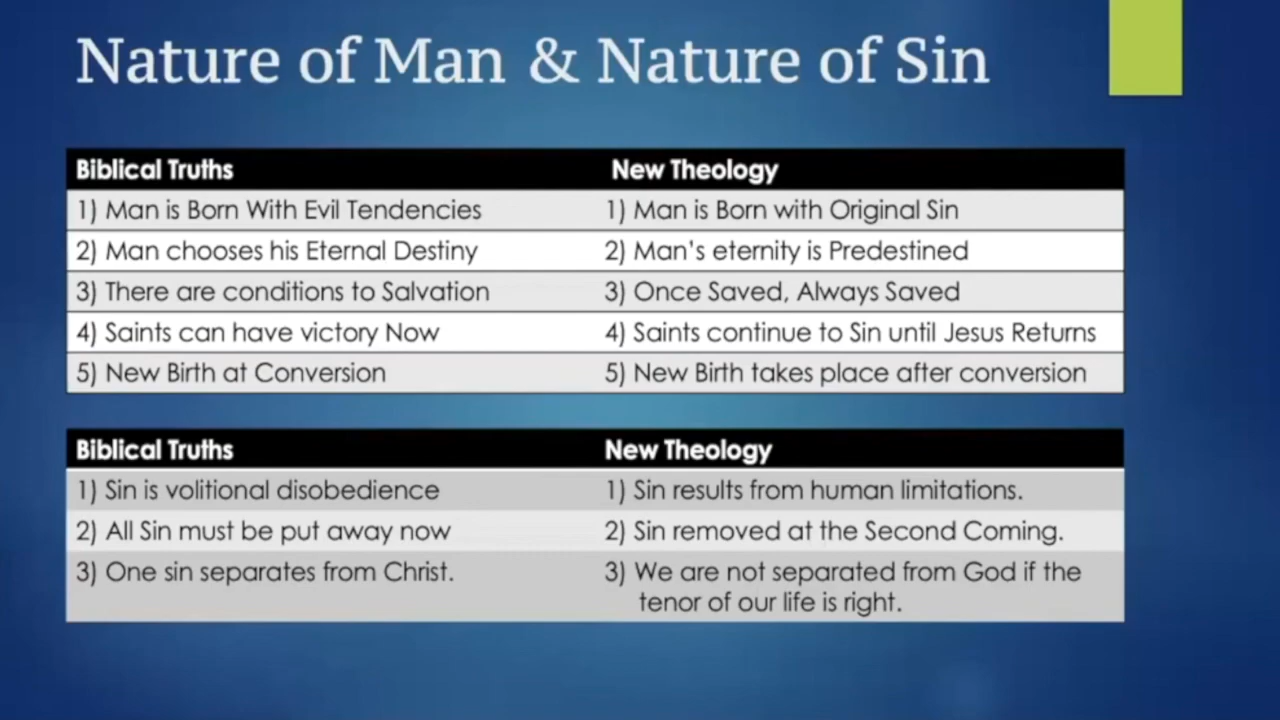 Nature of Man & Nature of Sin
Biblical Truths New Theology
1) Man is Born With Evil Tendencies 1) Man is Born with Original Sin
2) Man chooses his Eternal Destiny 2) Man's eternity is Predestined
3) There are conditions to Salvation 3) Once Saved, Always Saved
4) Saints can have victory Now 4) Saints continue to Sin until Jesus Returns
5) New Birth at Conversion 5) New Birth takes place after conversion
Biblical Truths New Theology
1) Sin is volitional disobedience 1) Sin results from human limitations.
2) All Sin must be put away now 2) Sin removed at the Second Coming.
3) One sin separates from Christ. 3) We are not separated from God if the
tenor of our life is right.